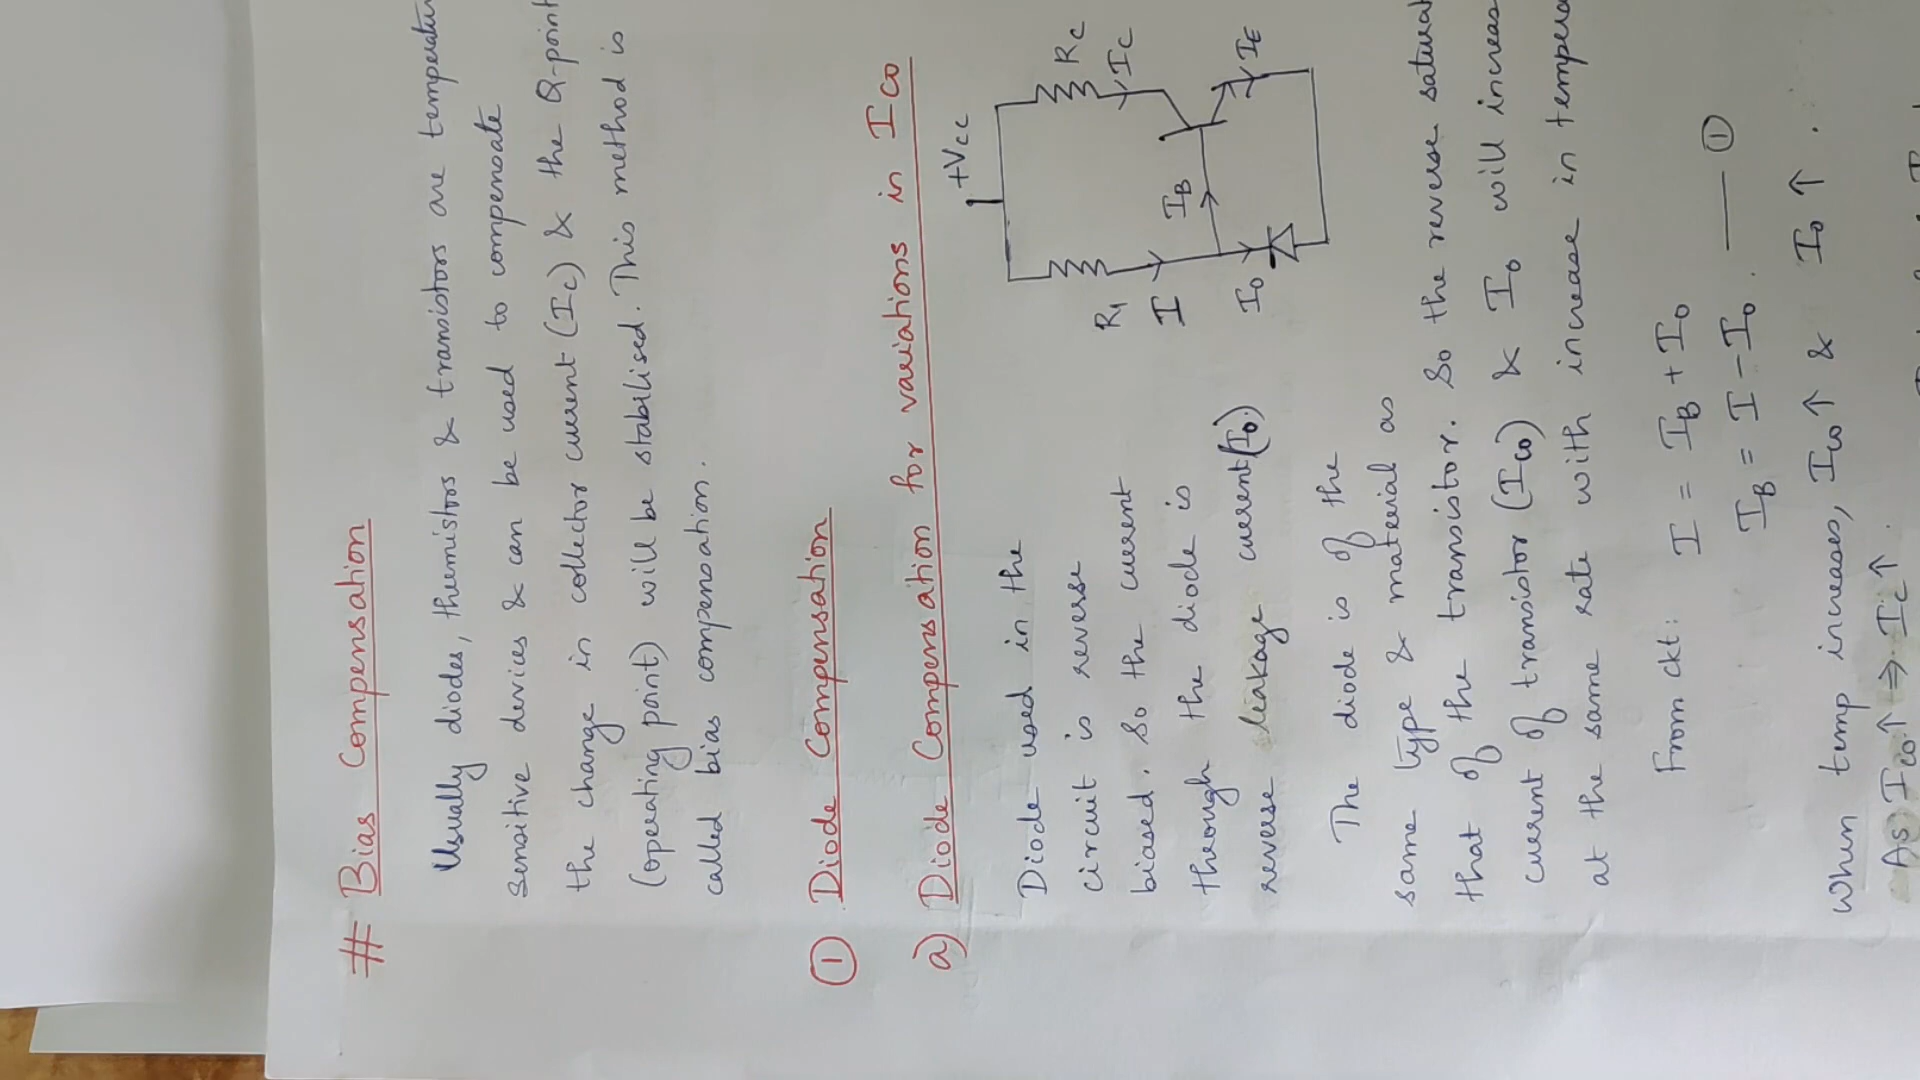 # Bias Compensation
Usually diodes, thermistors & transistors are
sensitive devices & can be used to compensate
the change in collector current (Ic) & the Q-point
(operating point) will be stabilised. This method is
called bias compensation.
① Diode Compensation
a) Diode Compensation for variations in Ico
+Vcc
R1
Rc
I
Ic
IB
Io
IE
Diode used in the
circuit is reverse
biased. So the current
through the diode is
reverse leakage current (Io.)
The diode is of the
same type & material as
that of the transistor. So the reverse
current of transistor (Ico) & Io will
at the same rate with increase in
From ckt: I = IB + Io
IB = I - Io. —— ①
When temp increases, Ico↑ & Io↑.
As Ico↑ ⇒ Ic↑.